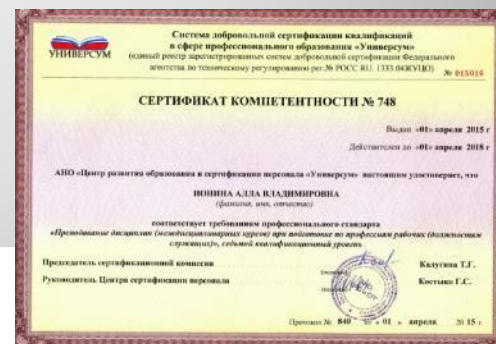 УНИВЕРСУМ
Система добровольной сертификации квалификаций
в сфере профессионального образования «Универсум»
(единый реестр зарегистрированных систем добровольной сертификации Федерального
агентства по техническому регулированию рег.№ РОСС RU. 1333.04ЖУЦ0)
№ 015016
СЕРТИФИКАТ КОМПЕТЕНТНОСТИ № 748
Выдан «01» апреля 2015 г
Действителен до «01» апреля 2018 г
АНО «Центр развития образования и сертификации персонала «Универсум» настоящим удостоверяет, что
ИОНИНА АЛЛА ВЛАДИМИРОВНА
(фамилия, имя, отчество)
соответствует требованиям профессионального стандарта
«Преподавание дисциплин (междисциплинарных курсов) при подготовке по профессиям рабочих (должностям
служащих)», седьмой квалификационный уровень
Председатель сертификационной комиссии
Калугина Т.Г.
Руководитель Центра сертификации персонала
Костыко Г.С.
Протокол № 840 от « 01 » апреля 20 15 г.